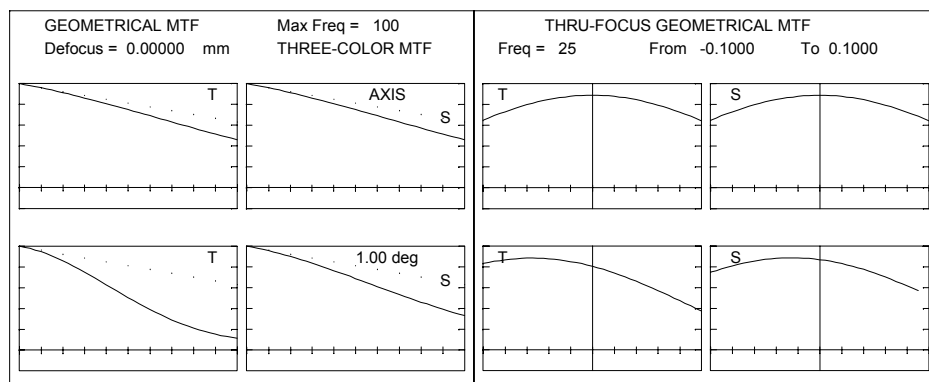 GEOMETRICAL MTF Max Freq = 100
Defocus = 0.00000 mm THREE-COLOR MTF
T
AXIS
S
T
1.00 deg
S
THRU-FOCUS GEOMETRICAL MTF
Freq = 25 From -0.1000 To 0.1000
T
S
T
S